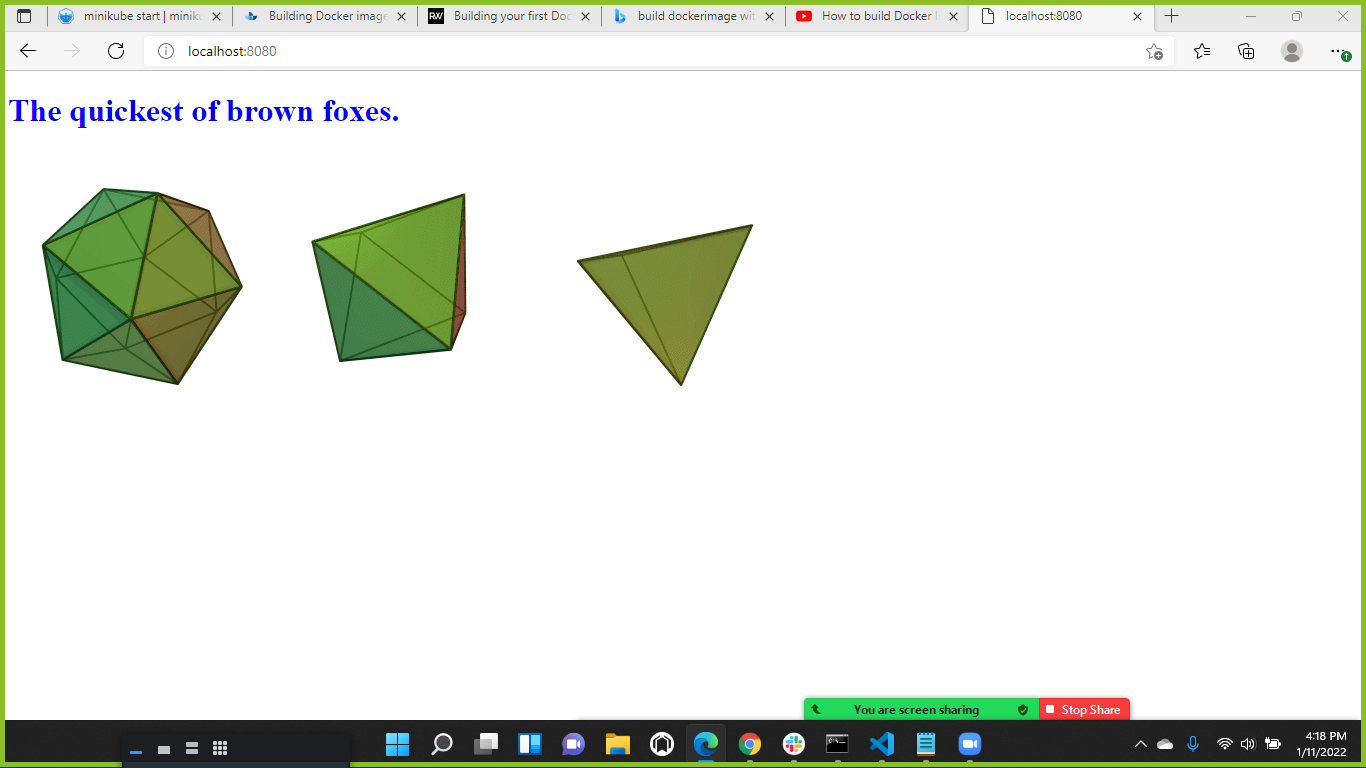 minikube start | miniku
Building Docker image
RW
Building your first Doc
build dockerimage wit
How to build Docker I
localhost:8080
localhost:8080
The quickest of brown foxes.
You are screen sharing
Stop Share
4:18 PM
1/11/2022